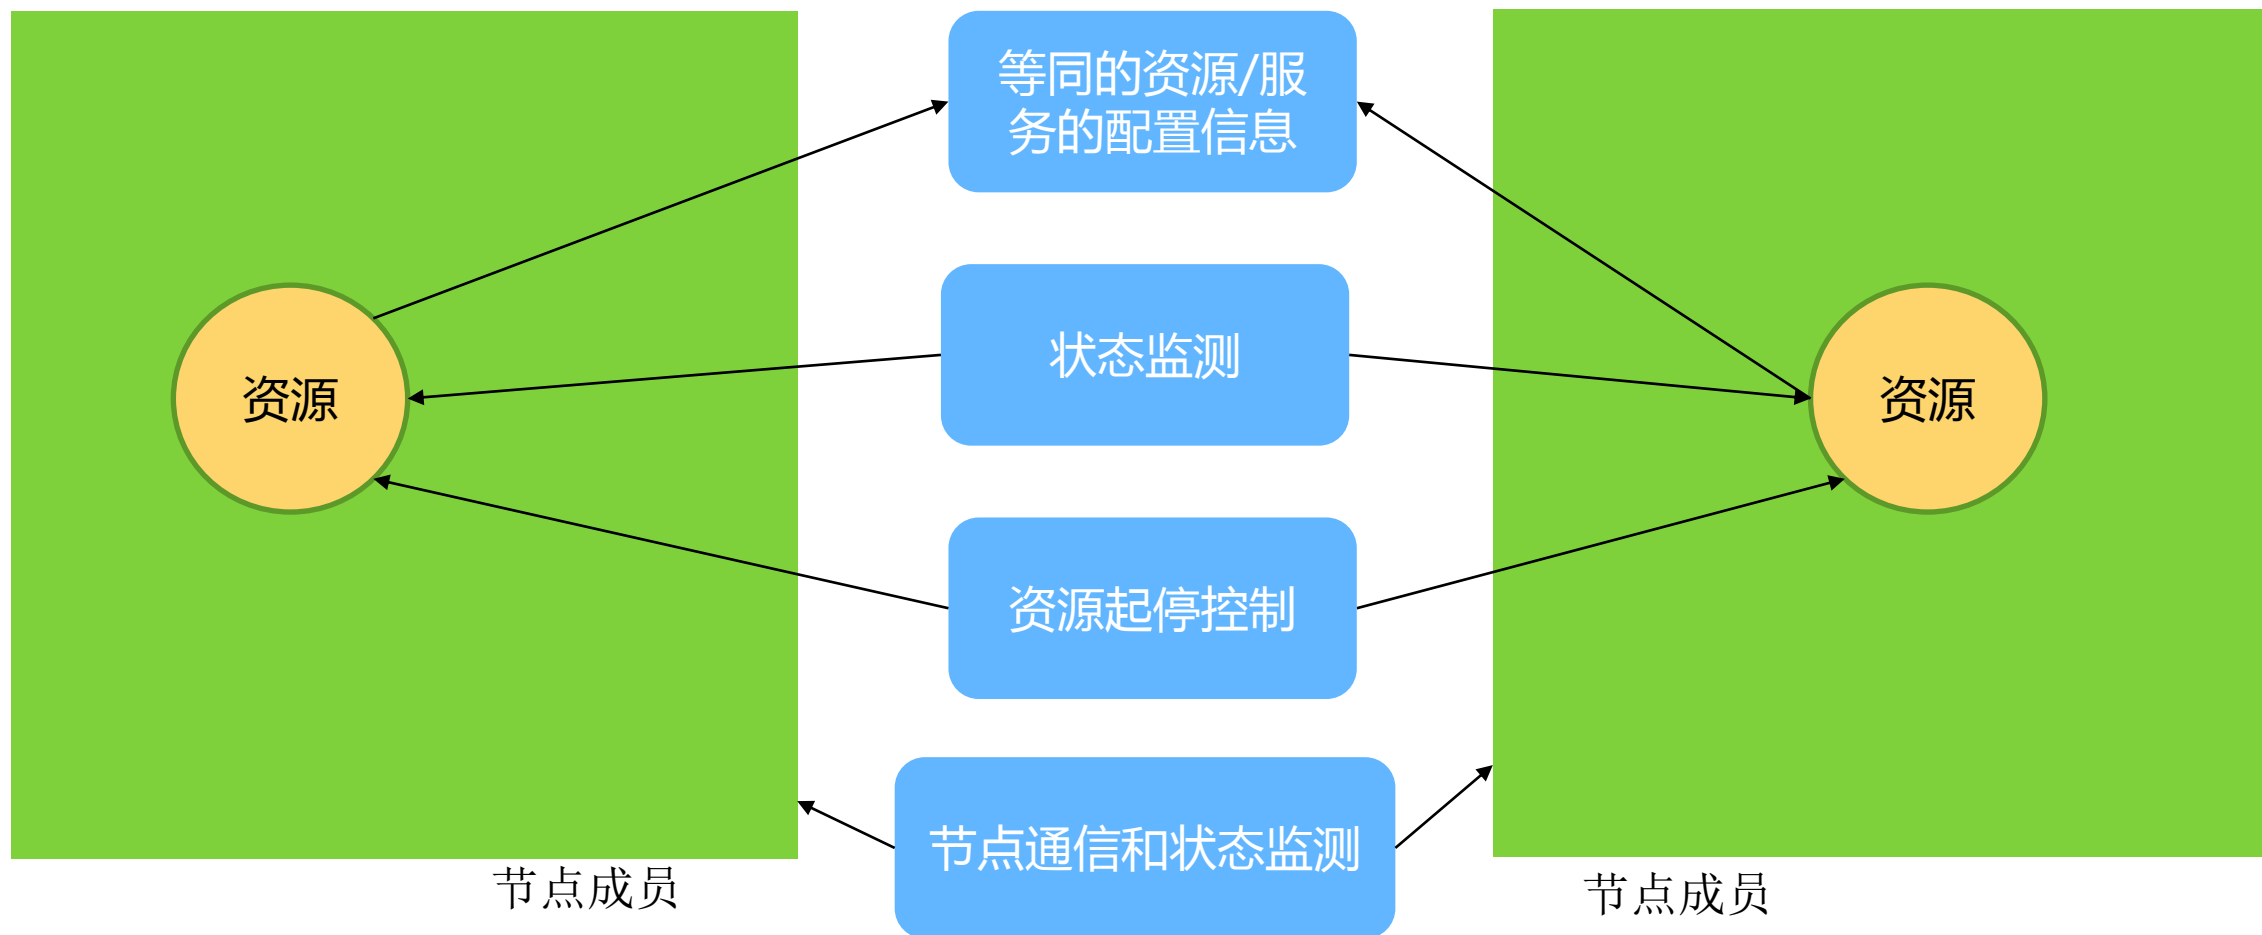 等同的资源/服
务的配置信息
状态监测
资源
资源
资源起停控制
节点通信和状态监测
节点成员
节点成员